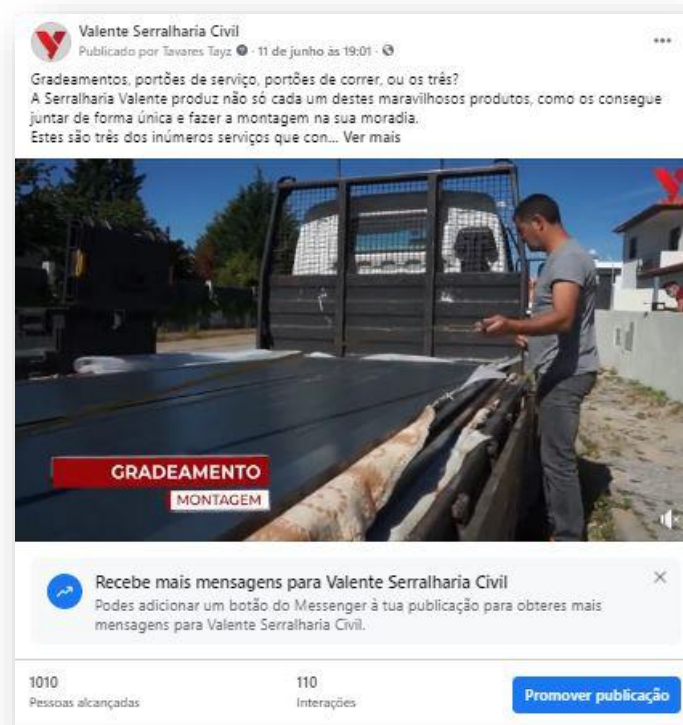 Valente Serralharia Civil
Publicado por Tavares Tayz · 11 de junho às 19:01 ·
Gradeamentos, portões de serviço, portões de correr, ou os três?
A Serralharia Valente produz não só cada um destes maravilhosos produtos, como os consegue
juntar de forma única e fazer a montagem na sua moradia.
Estes são três dos inúmeros serviços que con... Ver mais
GRADEAMENTO
MONTAGEM
Recebe mais mensagens para Valente Serralharia Civil
Podes adicionar um botão do Messenger à tua publicação para obteres mais
mensagens para Valente Serralharia Civil.
1010
Pessoas alcançadas
110
Interações
Promover publicação